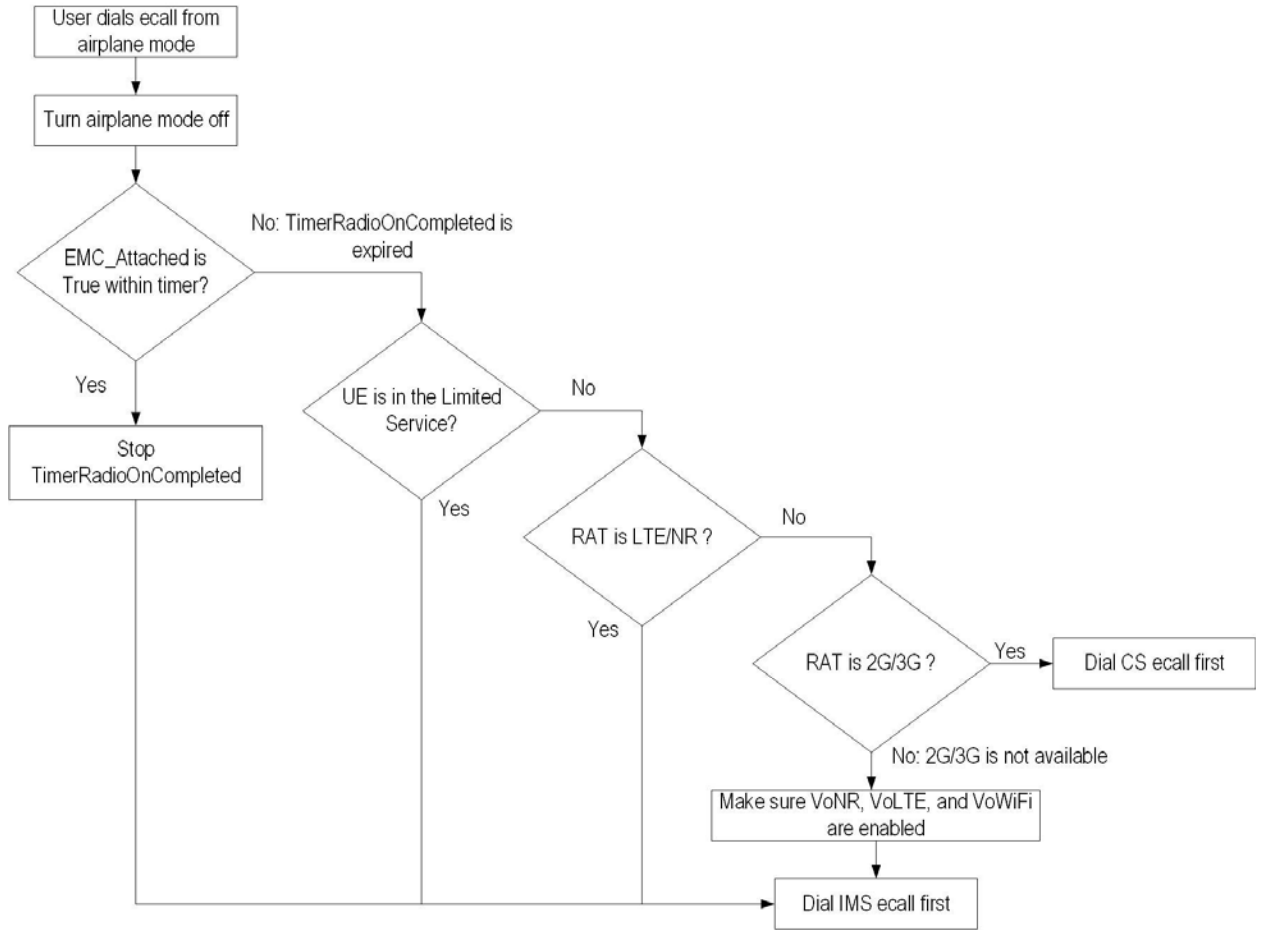 User dials ecall from
airplane mode
Turn airplane mode off
No: TimerRadioOnCompleted is
expired
EMC_Attached is
True within timer?
Yes
UE is in the Limited
Service?
No
Stop
TimerRadioOnCompleted
Yes
RAT is LTE/NR ?
No
Yes
RAT is 2G/3G ?
Yes
Dial CS ecall first
No: 2G/3G is not available
Make sure VoNR, VoLTE, and VoWiFi
are enabled
Dial IMS ecall first